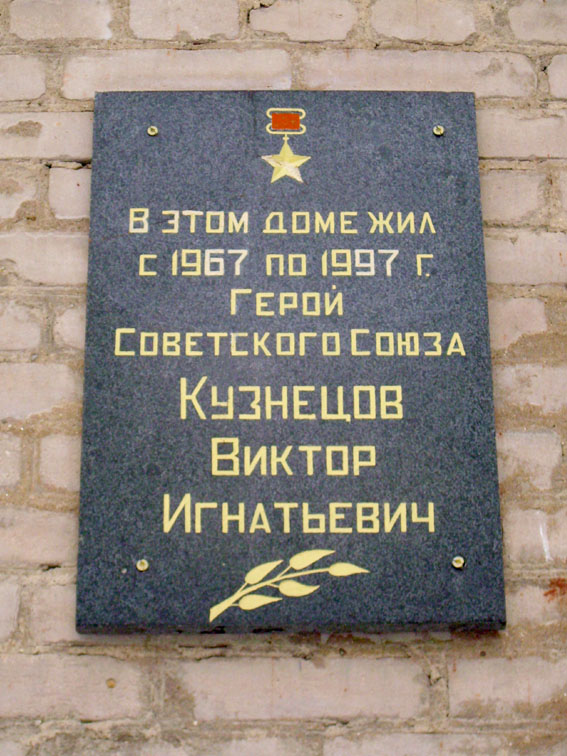 В ЭТОМ ДОМЕ ЖИЛ
С 1967 ПО 1997 Г.
ГЕРОЙ
СОВЕТСКОГО СОЮЗА
КУЗНЕЦОВ
ВИКТОР
ИГНАТЬЕВИЧ